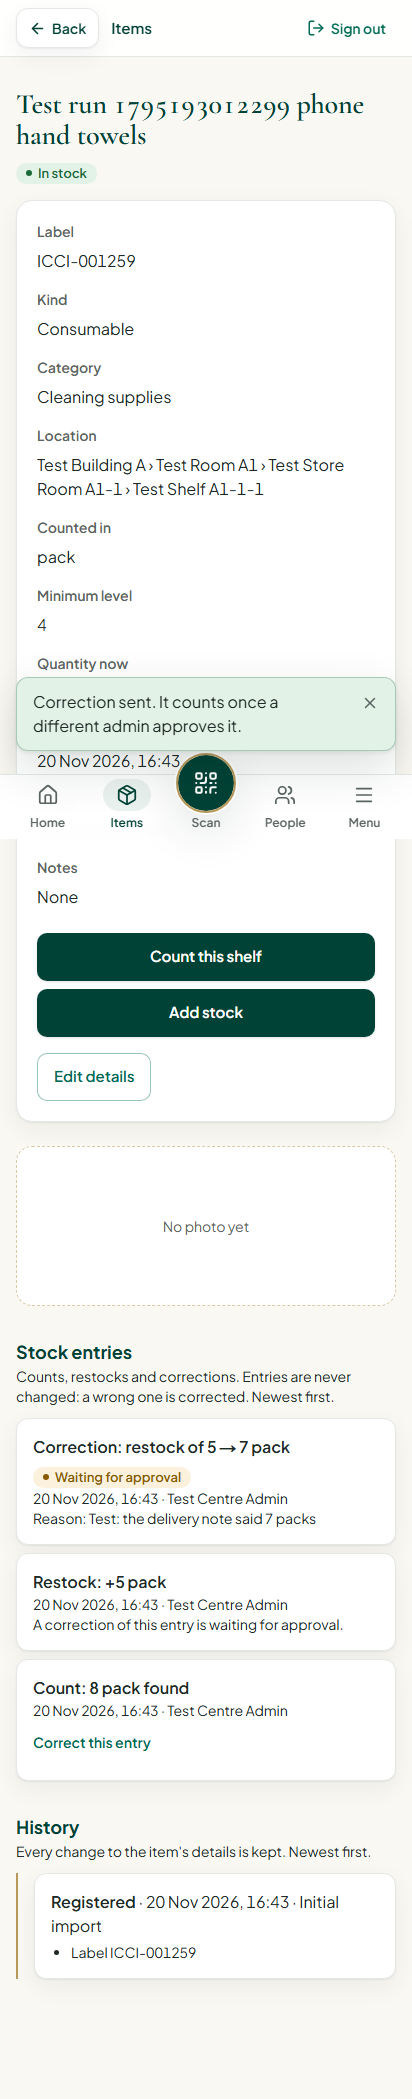 Back
Items
Sign out
Test run 1795193012299 phone
hand towels
In stock
Label
ICCI-001259
Kind
Consumable
Category
Cleaning supplies
Location
Test Building A › Test Room A1 › Test Store
Room A1-1 › Test Shelf A1-1-1
Counted in
pack
Minimum level
4
Quantity now
Correction sent. It counts once a
different admin approves it.
20 Nov 2026, 16:43
Home
Items
Scan
People
Menu
Notes
None
Count this shelf
Add stock
Edit details
No photo yet
Stock entries
Counts, restocks and corrections. Entries are never
changed: a wrong one is corrected. Newest first.
Correction: restock of 5 → 7 pack
Waiting for approval
20 Nov 2026, 16:43 · Test Centre Admin
Reason: Test: the delivery note said 7 packs
Restock: +5 pack
20 Nov 2026, 16:43 · Test Centre Admin
A correction of this entry is waiting for approval.
Count: 8 pack found
20 Nov 2026, 16:43 · Test Centre Admin
Correct this entry
History
Every change to the item's details is kept. Newest first.
Registered · 20 Nov 2026, 16:43 · Initial
import
• Label ICCI-001259